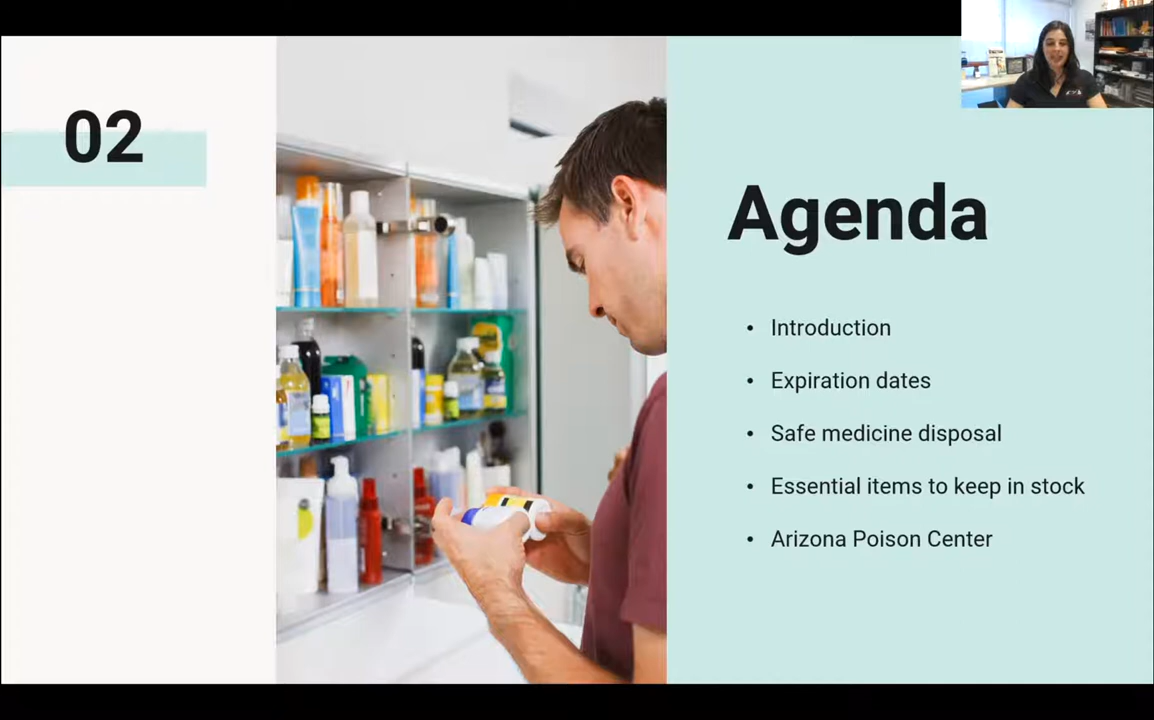 02
Agenda
• Introduction
• Expiration dates
• Safe medicine disposal
• Essential items to keep in stock
• Arizona Poison Center